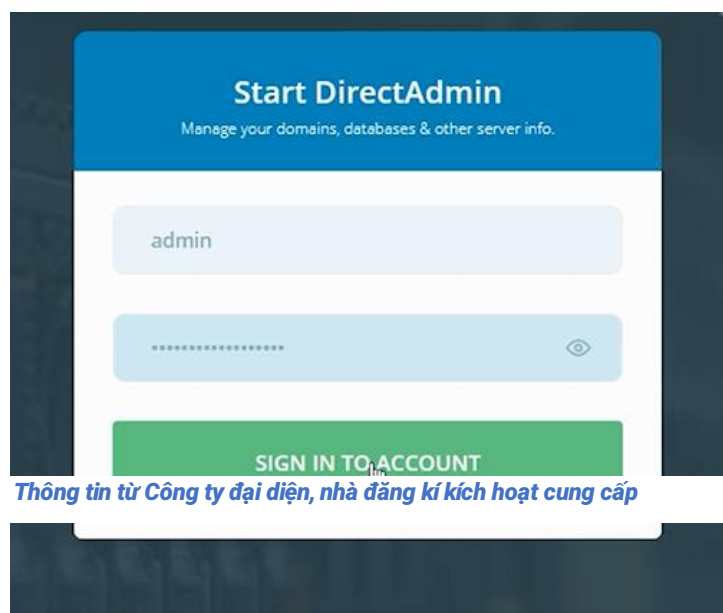 Start DirectAdmin
Manage your domains, databases & other server info.
admin
••••••••••••••••••
SIGN IN TO ACCOUNT
Thông tin từ Công ty đại diện, nhà đăng kí kích hoạt cung cấp